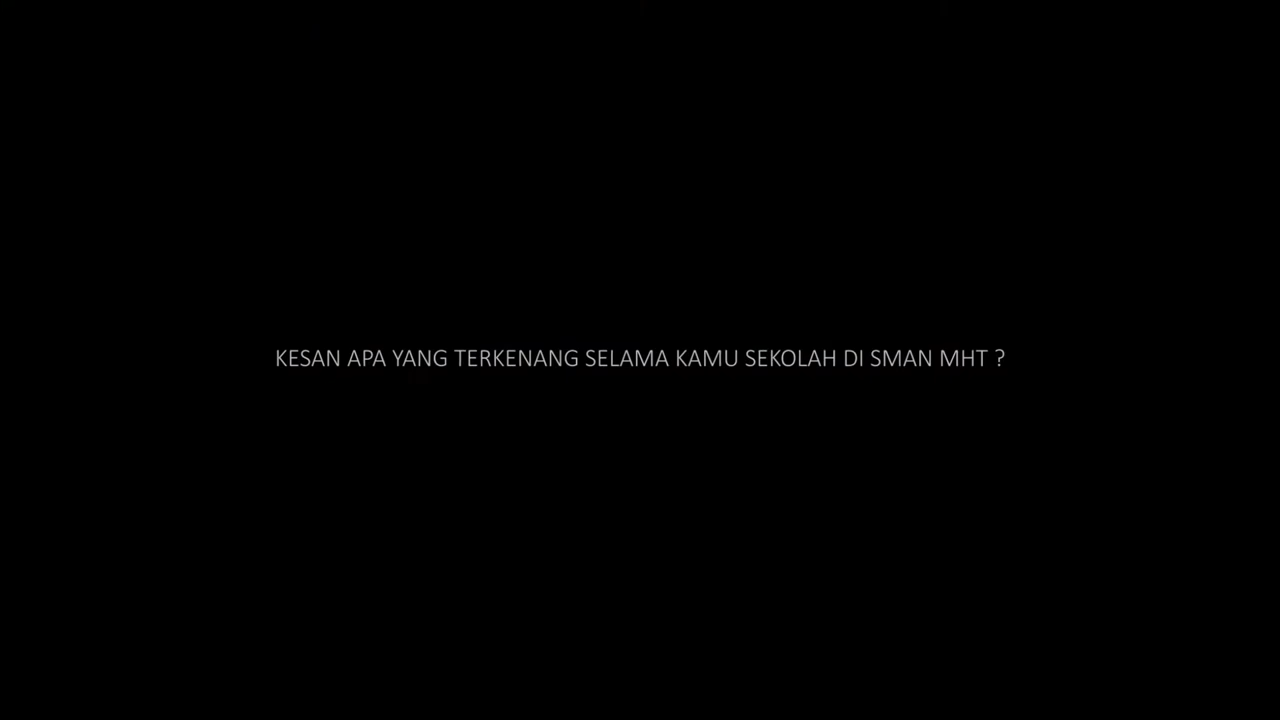 KESAN APA YANG TERKENANG SELAMA KAMU SEKOLAH DI SMAN MHT ?